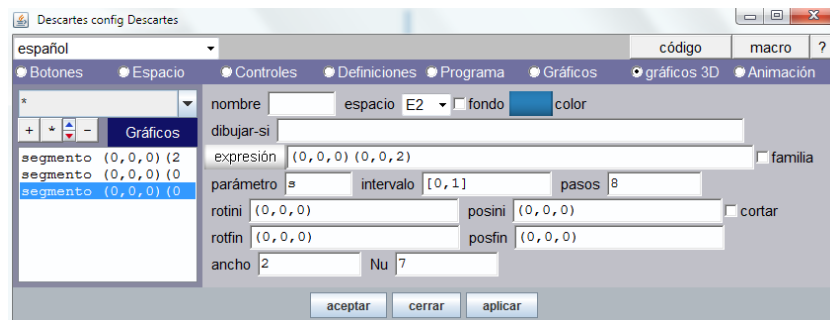 Descartes config Descartes
español código macro ?
Botones Espacio Controles Definiciones Programa Gráficos gráficos 3D Animación
* nombre espacio E2 fondo color
+ * - Gráficos dibujar-si
segmento (0,0,0)(2 expresión (0,0,0)(0,0,2) familia
segmento (0,0,0)(0 parámetro s intervalo [0,1] pasos 8
segmento (0,0,0)(0
rotini (0,0,0) posini (0,0,0) cortar
rotfin (0,0,0) posfin (0,0,0)
ancho 2 Nu 7
aceptar cerrar aplicar